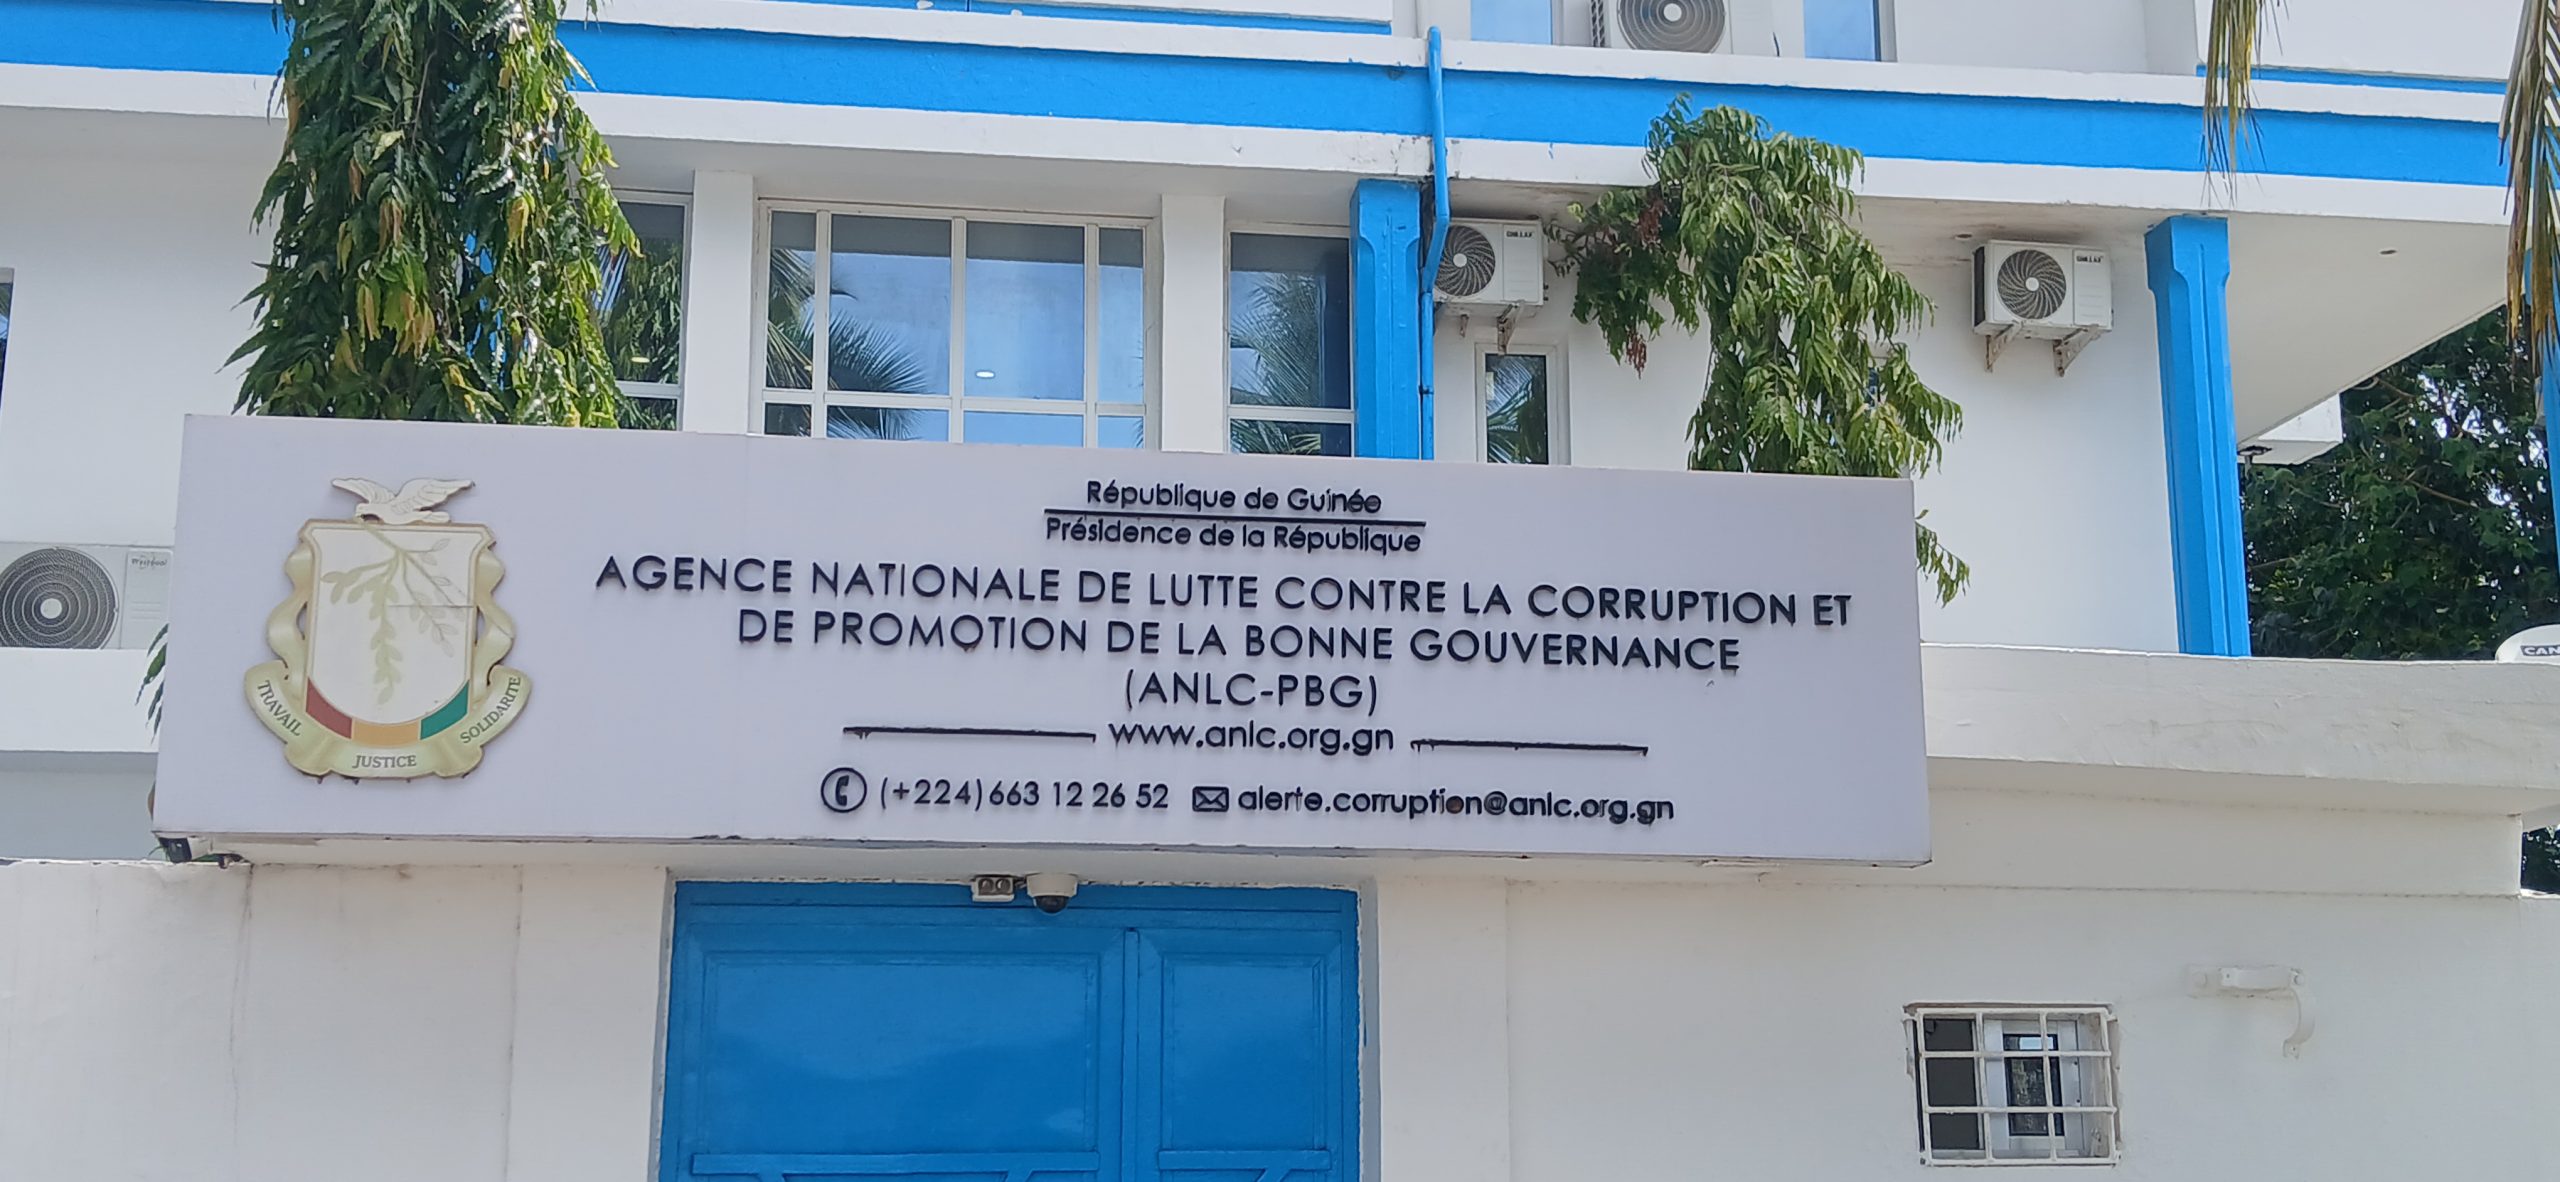 République de Guinée
Présidence de la République
AGENCE NATIONALE DE LUTTE CONTRE LA CORRUPTION ET
DE PROMOTION DE LA BONNE GOUVERNANCE
(ANLC-PBG)
www.anlc.org.gn
(+224) 663 12 26 52 alerte.corruption@anlc.org.gn
TRAVAIL
JUSTICE
SOLIDARITE
CAN